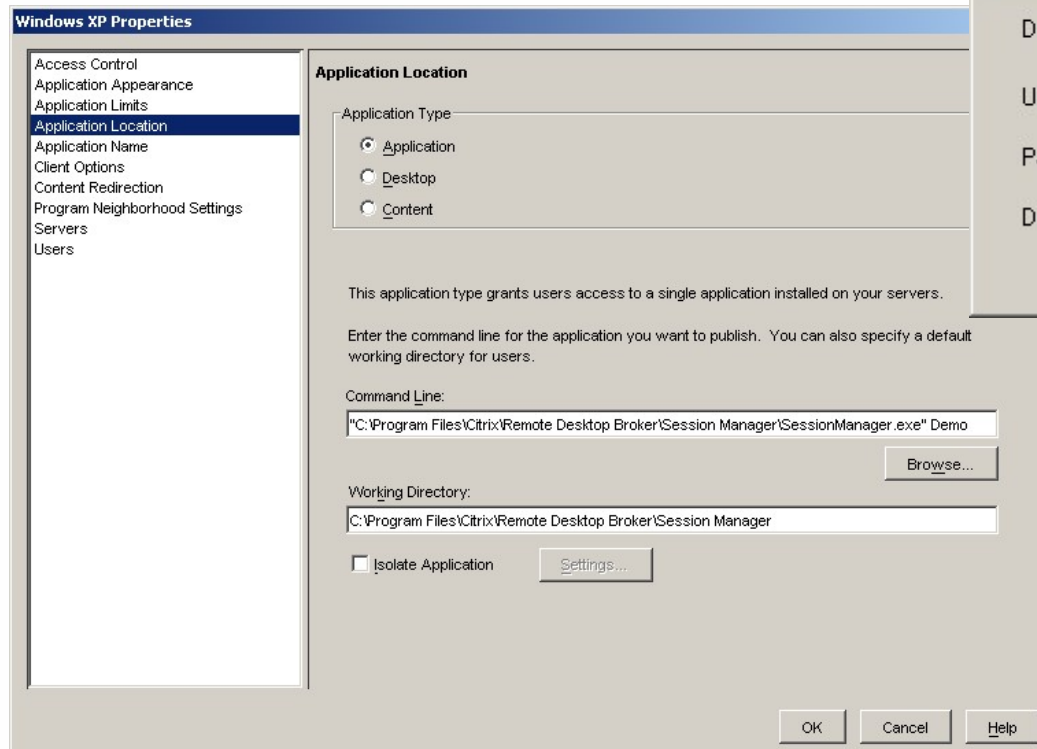 Windows XP Properties
Access Control
Application Appearance
Application Limits
Application Location
Application Name
Client Options
Content Redirection
Program Neighborhood Settings
Servers
Users
Application Location
Application Type
Application
Desktop
Content
This application type grants users access to a single application installed on your servers.
Enter the command line for the application you want to publish. You can also specify a default
working directory for users.
Command Line:
"C:\Program Files\Citrix\Remote Desktop Broker\Session Manager\SessionManager.exe" Demo
Browse...
Working Directory:
C:\Program Files\Citrix\Remote Desktop Broker\Session Manager
Isolate Application
Settings...
OK
Cancel
Help
D
U
P
D